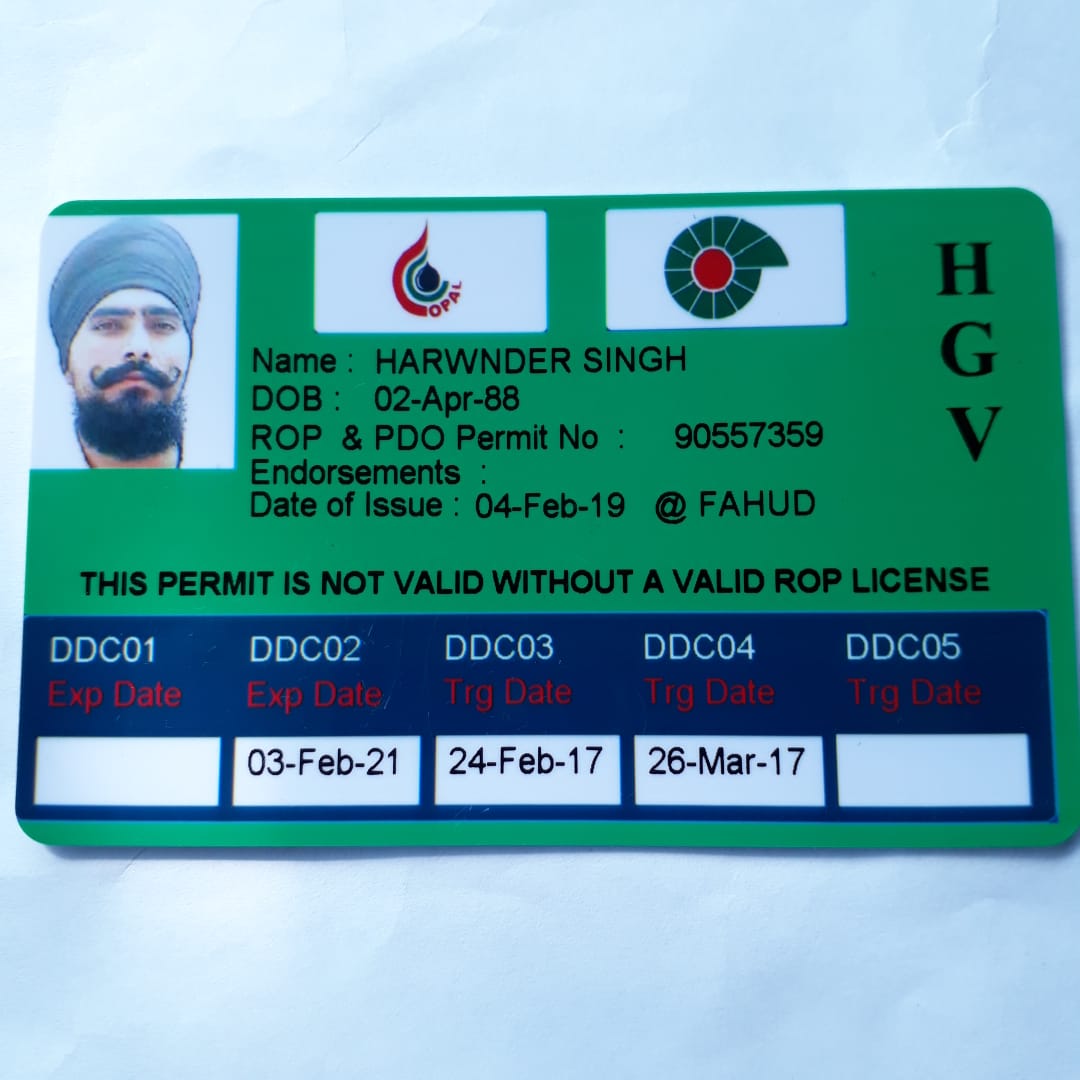 OPAL
HGV
Name : HARWNDER SINGH
DOB : 02-Apr-88
ROP & PDO Permit No : 90557359
Endorsements :
Date of Issue : 04-Feb-19 @ FAHUD
THIS PERMIT IS NOT VALID WITHOUT A VALID ROP LICENSE
DDC01 DDC02 DDC03 DDC04 DDC05
Exp Date Exp Date Trg Date Trg Date Trg Date
03-Feb-21 24-Feb-17 26-Mar-17